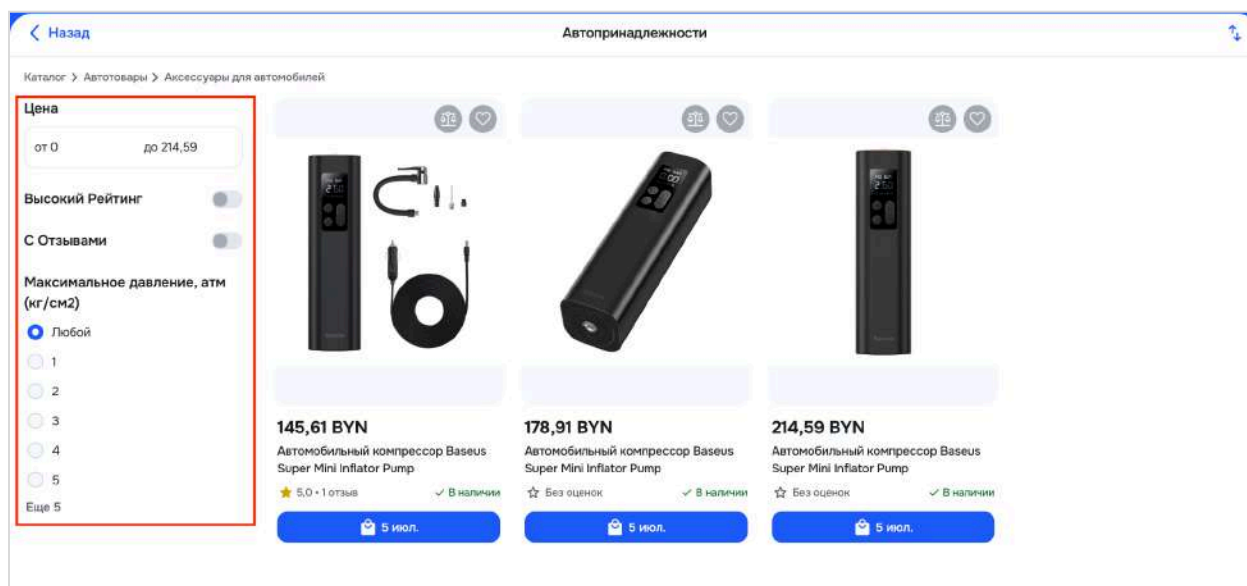 Назад
Автопринадлежности
Каталог > Автотовары > Аксессуары для автомобилей
Цена
от 0 до 214,59
Высокий Рейтинг
С Отзывами
Максимальное давление, атм
(кг/см2)
Любой
1
2
3
4
5
Еще 5
145,61 BYN
Автомобильный компрессор Baseus
Super Mini Inflator Pump
5,0 • 1 отзыв
В наличии
5 июл.
178,91 BYN
Автомобильный компрессор Baseus
Super Mini Inflator Pump
Без оценок
В наличии
5 июл.
214,59 BYN
Автомобильный компрессор Baseus
Super Mini Inflator Pump
Без оценок
В наличии
5 июл.